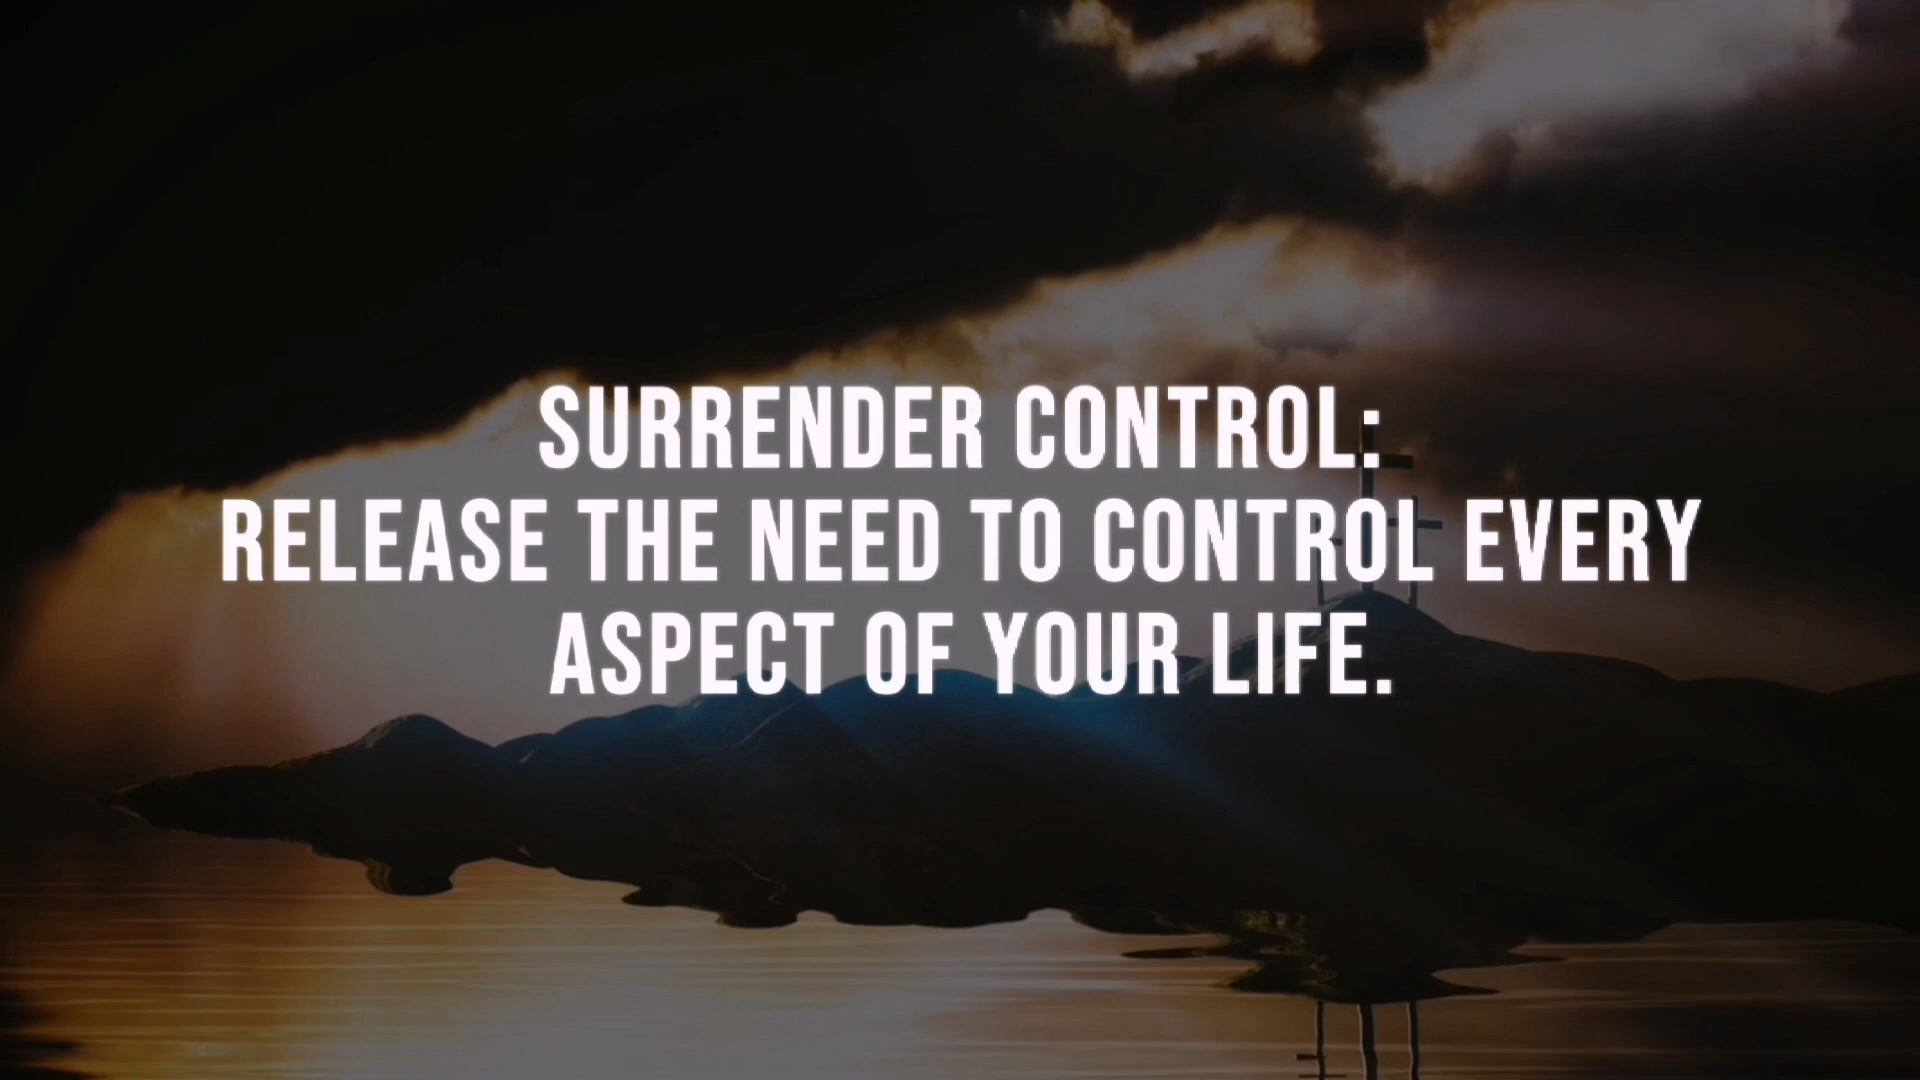 SURRENDER CONTROL:
RELEASE THE NEED TO CONTROL EVERY
ASPECT OF YOUR LIFE.